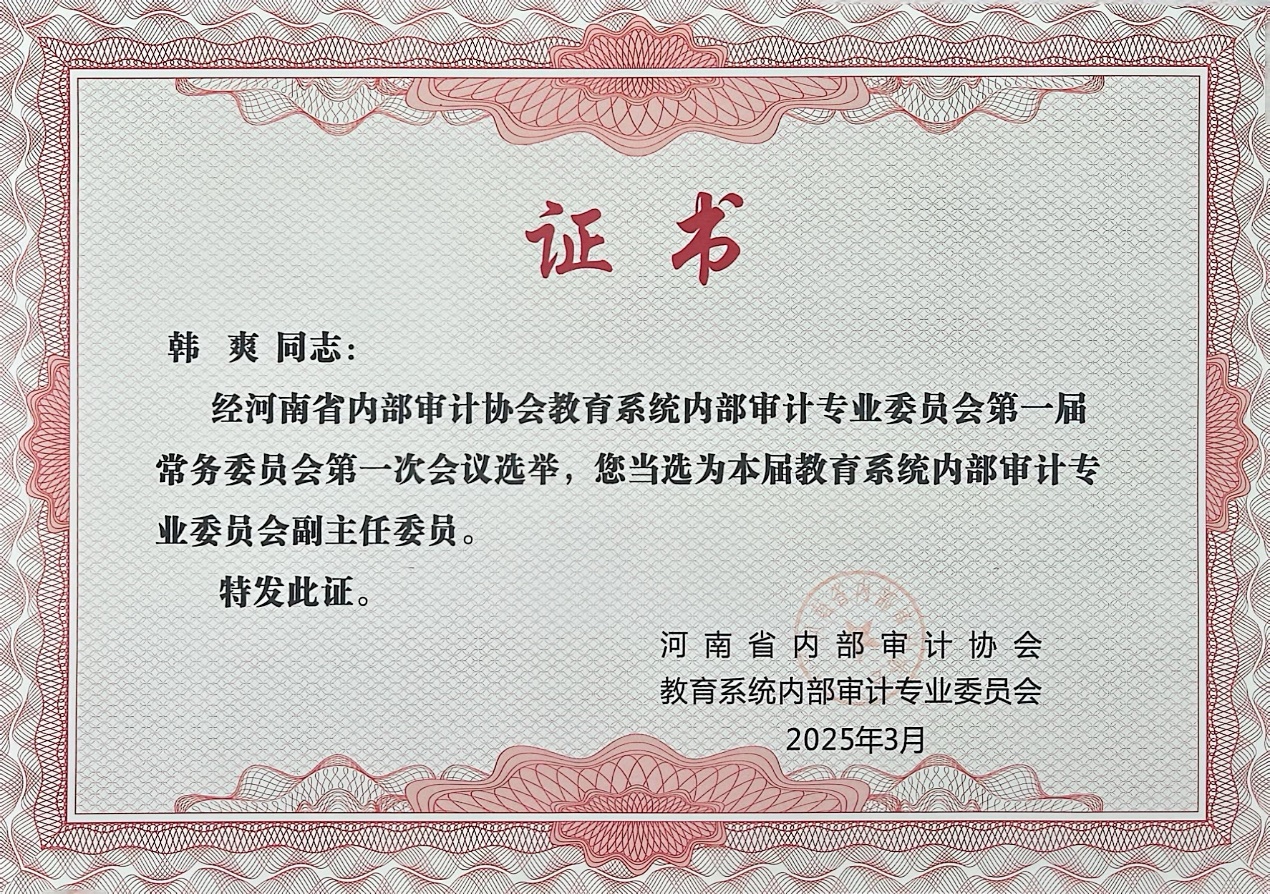 证 书
韩 爽 同志：
经河南省内部审计协会教育系统内部审计专业委员会第一届
常务委员会第一次会议选举，您当选为本届教育系统内部审计专
业委员会副主任委员。
特发此证。
河南省内部审计协会
教育系统内部审计专业委员会
2025年3月